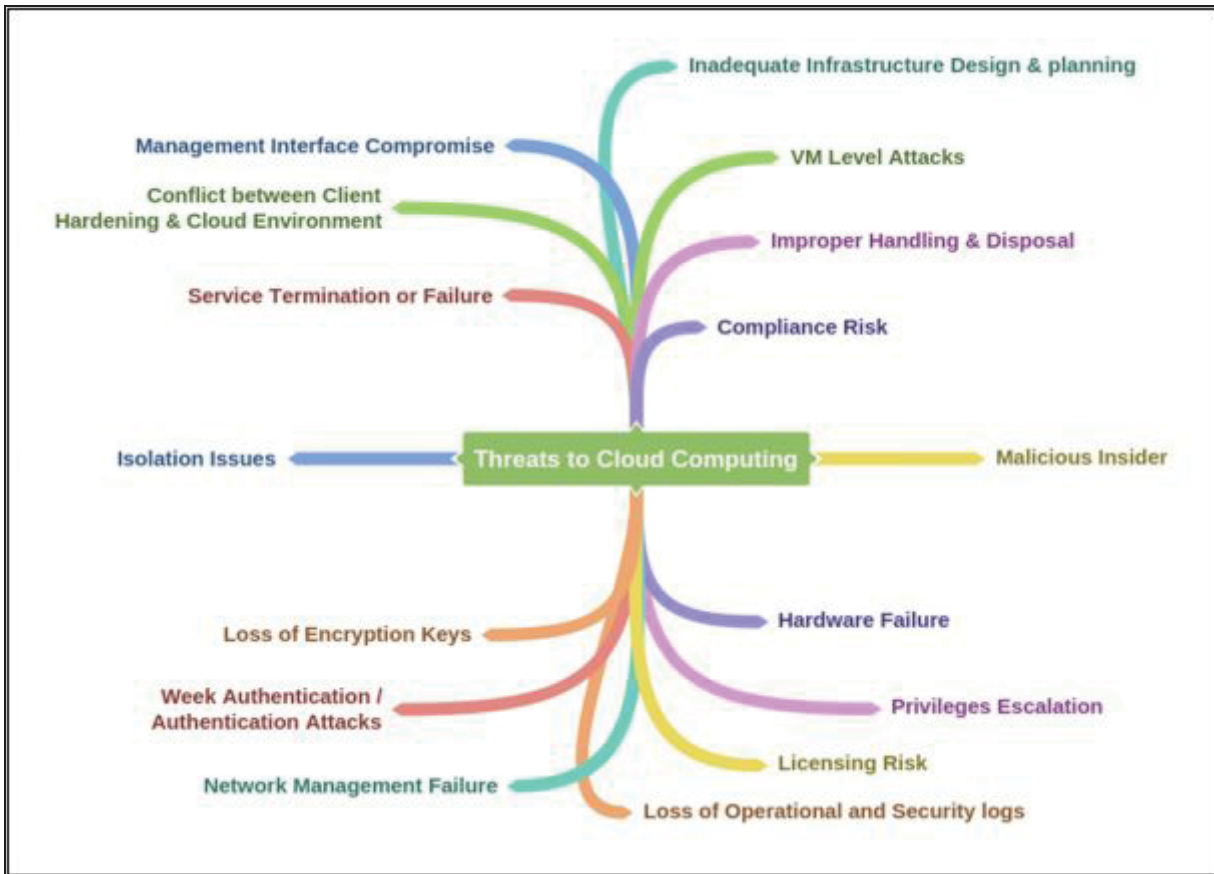 Inadequate Infrastructure Design & planning
Management Interface Compromise
VM Level Attacks
Conflict between Client
Hardening & Cloud Environment
Improper Handling & Disposal
Service Termination or Failure
Compliance Risk
Isolation Issues
Threats to Cloud Computing
Malicious Insider
Loss of Encryption Keys
Hardware Failure
Week Authentication /
Authentication Attacks
Privileges Escalation
Licensing Risk
Network Management Failure
Loss of Operational and Security logs